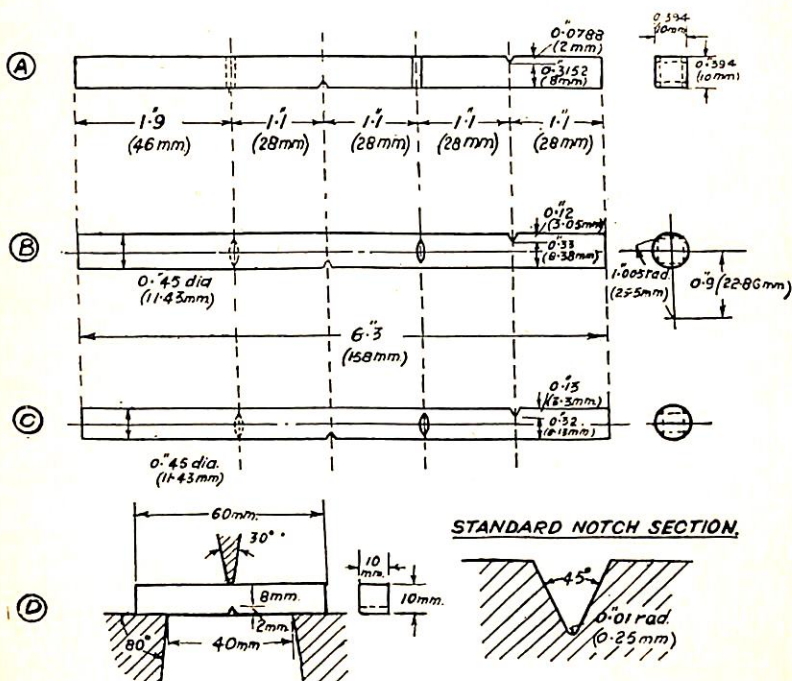 A
0."0788
(2mm)
0."3152
(8mm)
0.394
10mm
0."394
(10mm)
1."9
(46mm)
1."1
(28mm)
1."1
(28mm)
1."1
(28mm)
1."1
(28mm)
B
0."12
(3.05mm)
0."33
(8.38mm)
0."45 dia
(11.43mm)
1".005 rad.
(25.5mm)
0."9 (22.86mm)
6."3
(158mm)
C
0."13
(3.3mm)
0."32
(8.13mm)
0."45 dia.
(11.43mm)
D
60mm.
30°
8mm.
2mm
10
mm.
10mm.
80°
40mm
STANDARD NOTCH SECTION.
45°
0."01 rad.
(0.25mm)